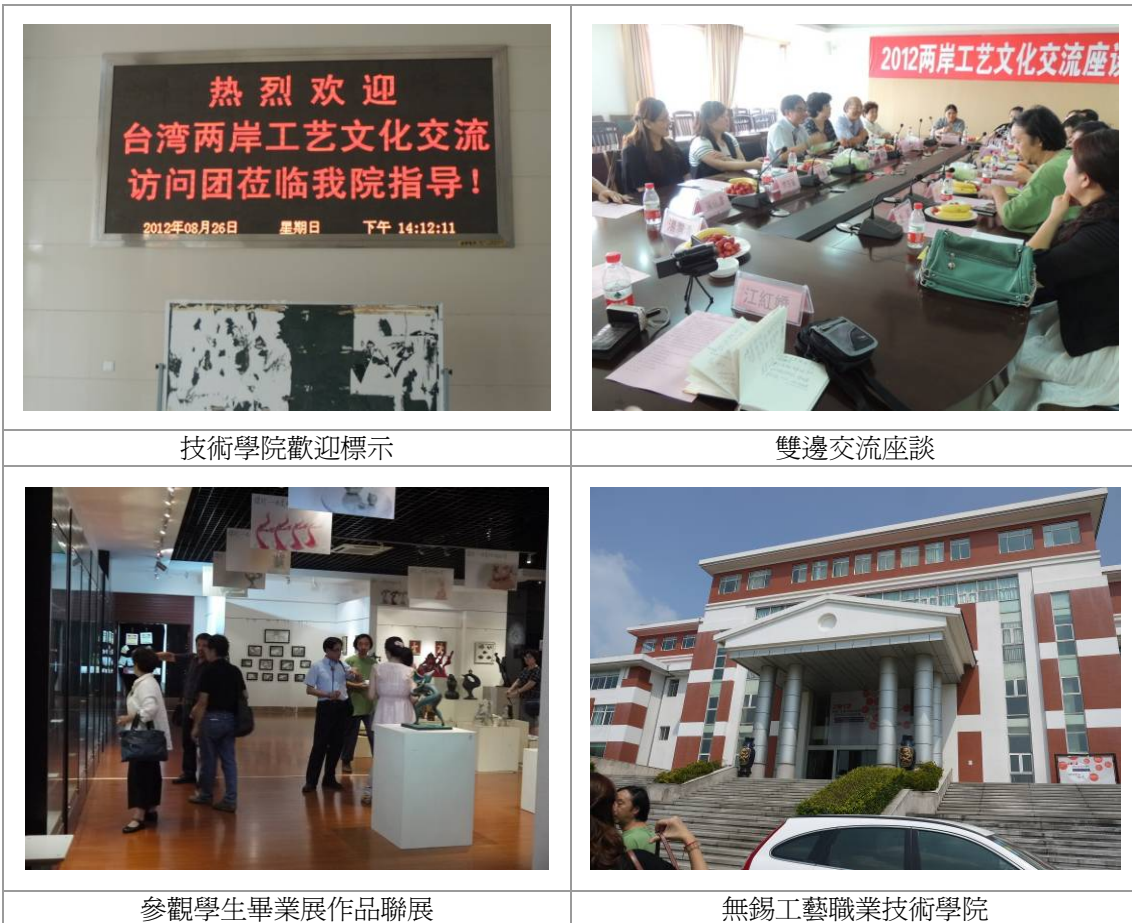 热烈欢迎
台湾两岸工艺文化交流
访问团莅临我院指导！
2012年08月26日 星期日 下午 14:12:11
2012两岸工艺文化交流座
江紅
技術學院歡迎標示
雙邊交流座談
參觀學生畢業展作品聯展
無錫工藝職業技術學院